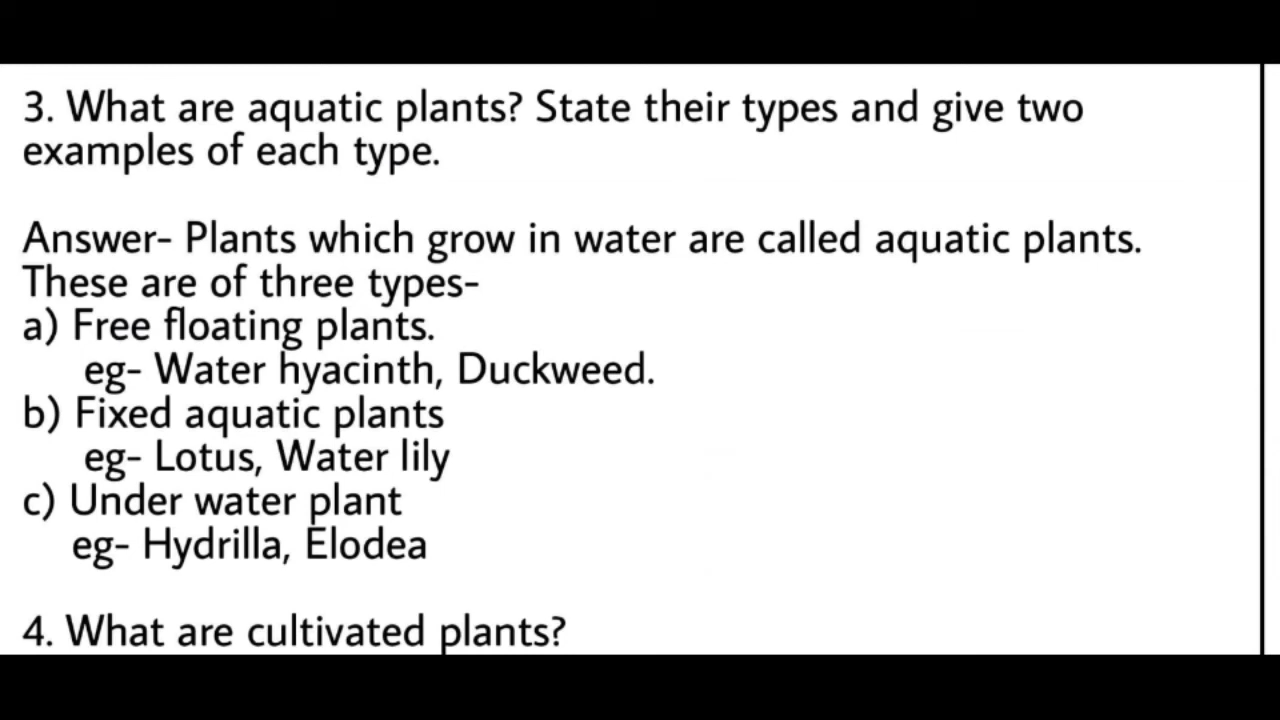 3. What are aquatic plants? State their types and give two
examples of each type.
Answer- Plants which grow in water are called aquatic plants.
These are of three types-
a) Free floating plants.
eg- Water hyacinth, Duckweed.
b) Fixed aquatic plants
eg- Lotus, Water lily
c) Under water plant
eg- Hydrilla, Elodea
4. What are cultivated plants?